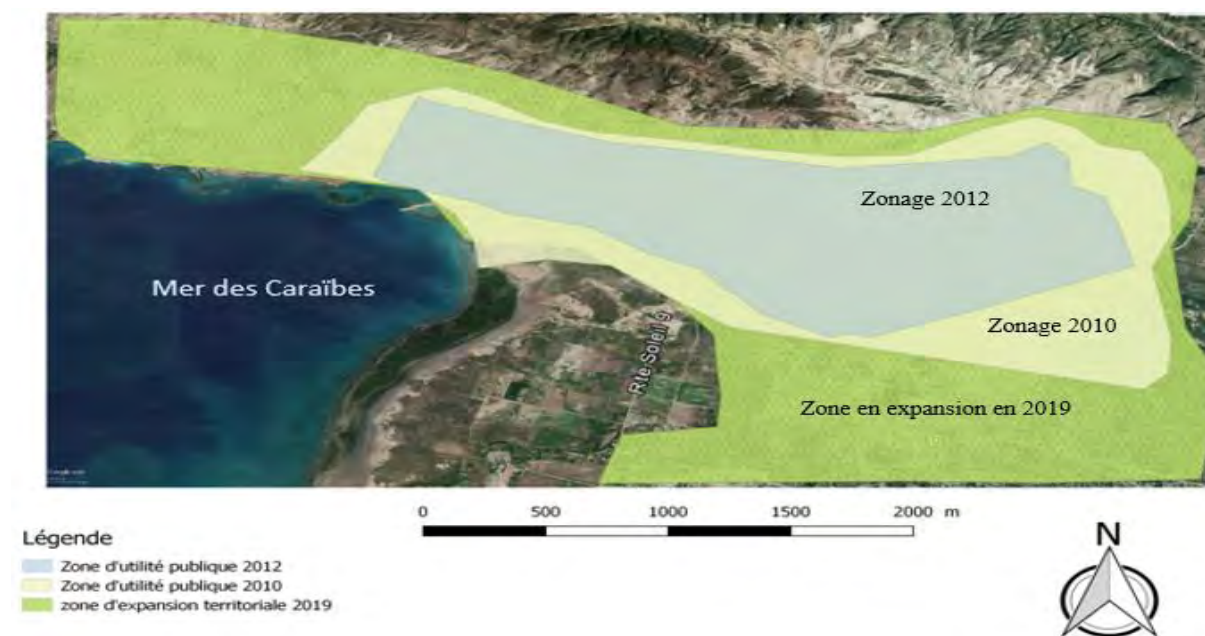 Zonage 2012
Mer des Caraïbes
Zonage 2010
Rte Soleil 9
Zone en expansion en 2019
0 500 1000 1500 2000 m
Légende
Zone d'utilité publique 2012
Zone d'utilité publique 2010
zone d'expansion territoriale 2019
N